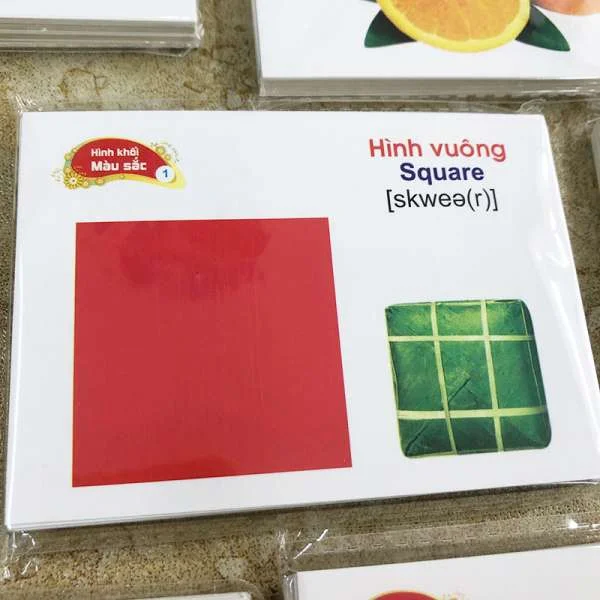 Hình khối
Màu sắc
1
Hình vuông
Square
[skweə(r)]